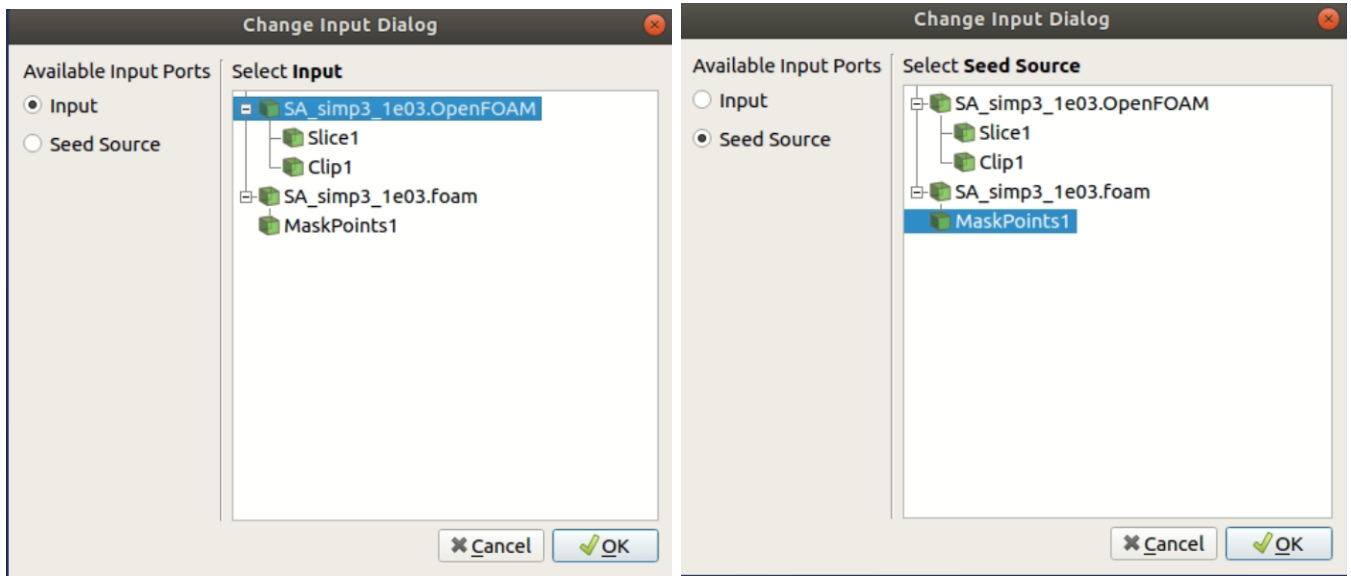 Change Input Dialog
Available Input Ports
Input
Seed Source
Select Input
SA_simp3_1e03.OpenFOAM
Slice1
Clip1
SA_simp3_1e03.foam
MaskPoints1
Cancel
OK
Change Input Dialog
Available Input Ports
Input
Seed Source
Select Seed Source
SA_simp3_1e03.OpenFOAM
Slice1
Clip1
SA_simp3_1e03.foam
MaskPoints1
Cancel
OK